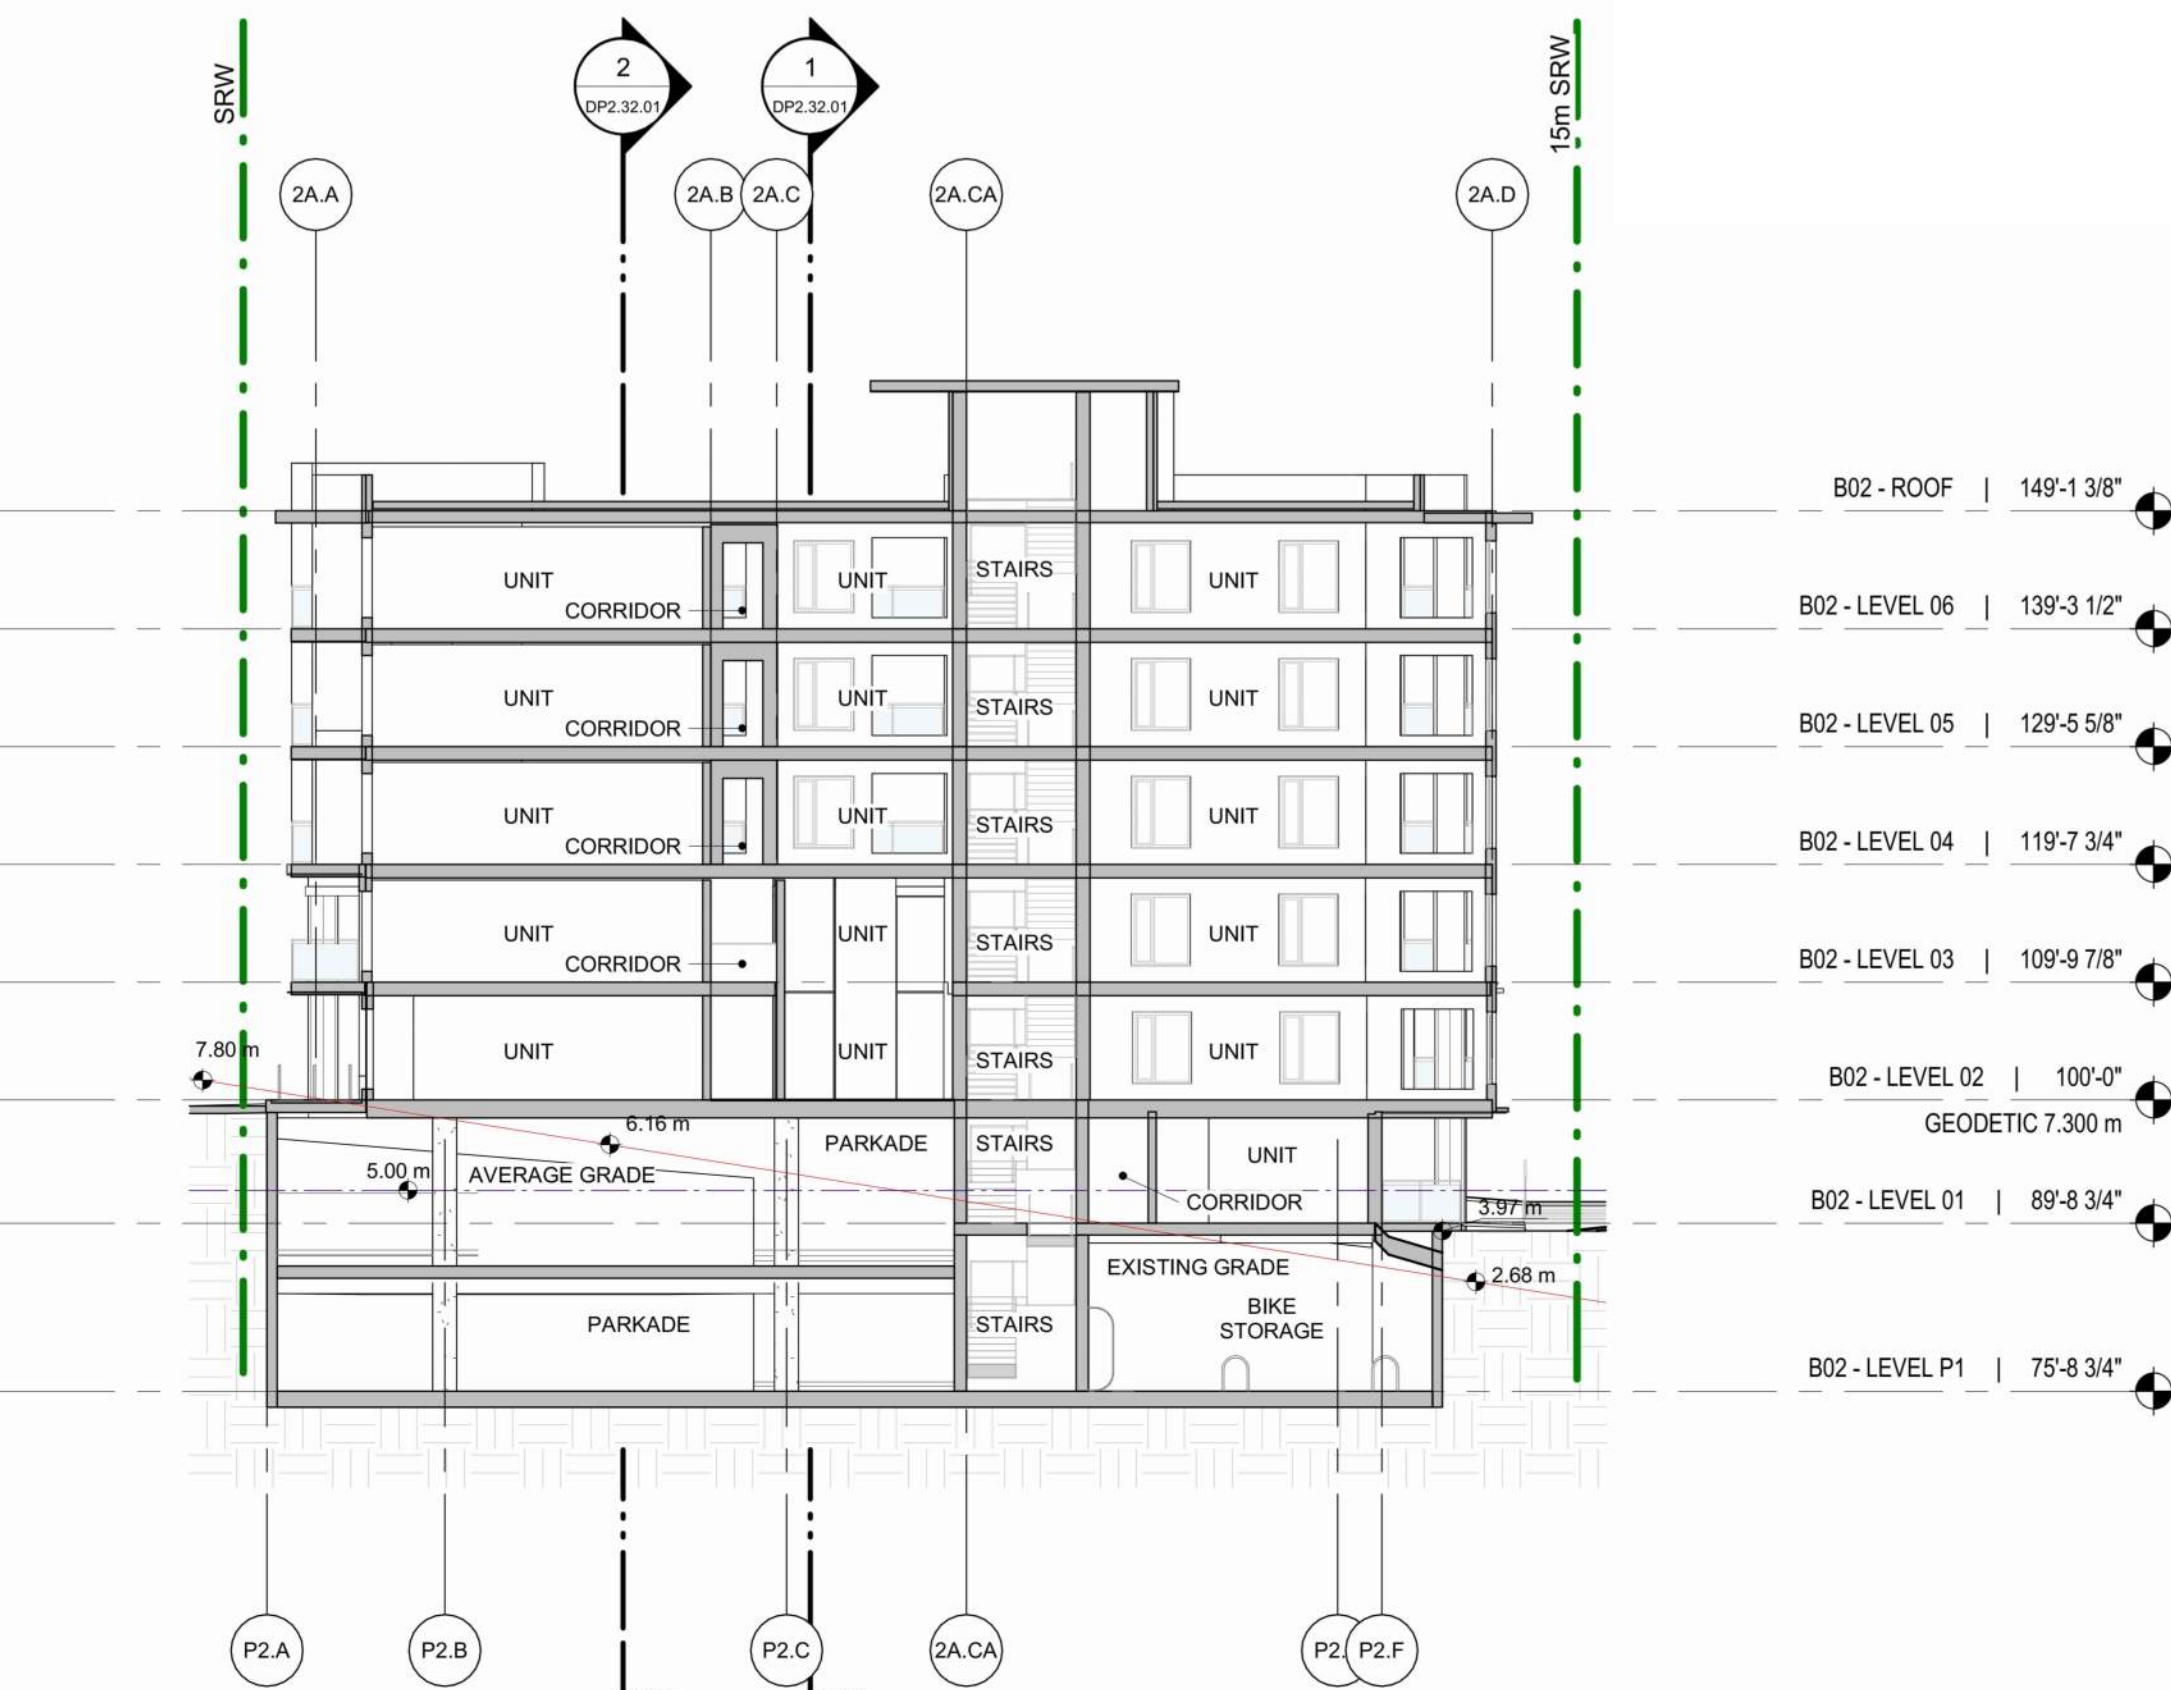 SRW
2
DP2.32.01
1
DP2.32.01
15m SRW
2A.A
2A.B
2A.C
2A.CA
2A.D
B02 - ROOF | 149'-1 3/8"
UNIT
CORRIDOR
UNIT
STAIRS
UNIT
B02 - LEVEL 06 | 139'-3 1/2"
UNIT
CORRIDOR
UNIT
STAIRS
UNIT
B02 - LEVEL 05 | 129'-5 5/8"
UNIT
CORRIDOR
UNIT
STAIRS
UNIT
B02 - LEVEL 04 | 119'-7 3/4"
UNIT
CORRIDOR
UNIT
STAIRS
UNIT
B02 - LEVEL 03 | 109'-9 7/8"
7.80 m
UNIT
UNIT
STAIRS
UNIT
B02 - LEVEL 02 | 100'-0"
GEODETIC 7.300 m
6.16 m
PARKADE
STAIRS
UNIT
5.00 m
AVERAGE GRADE
CORRIDOR
3.97 m
B02 - LEVEL 01 | 89'-8 3/4"
EXISTING GRADE
2.68 m
PARKADE
STAIRS
BIKE
STORAGE
B02 - LEVEL P1 | 75'-8 3/4"
P2.A
P2.B
P2.C
2A.CA
P2.F